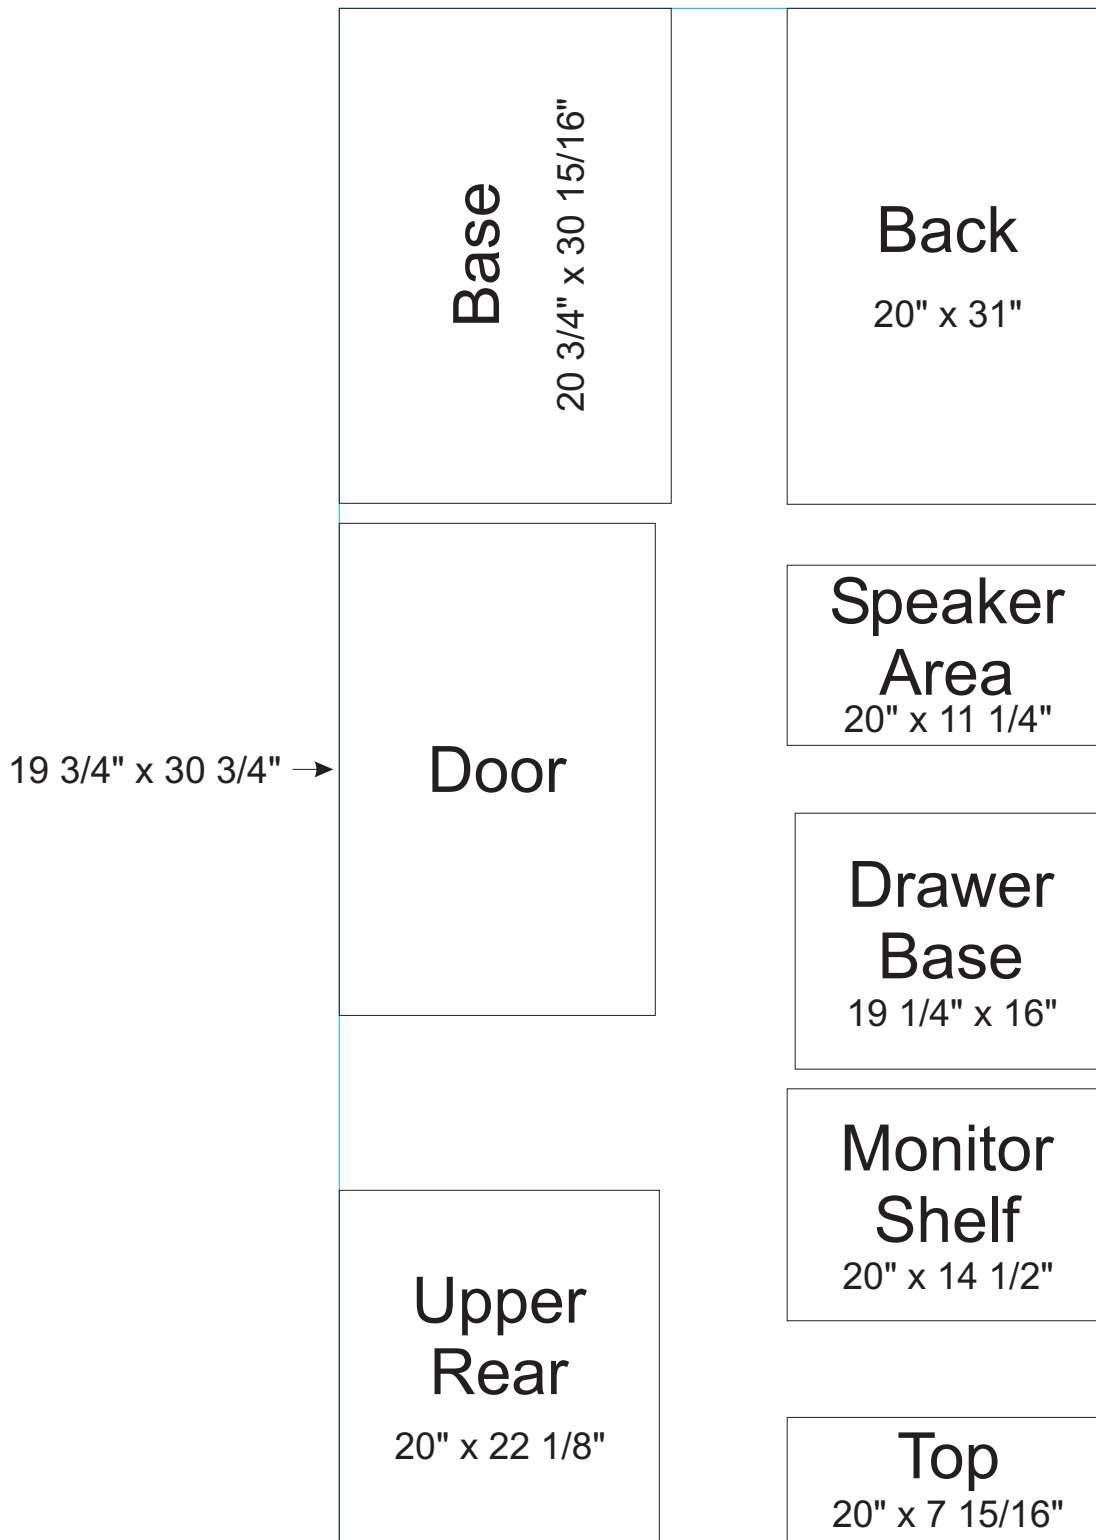 Base
20 3/4" x 30 15/16"
Back
20" x 31"
Speaker
Area
20" x 11 1/4"
19 3/4" x 30 3/4"
Door
Drawer
Base
19 1/4" x 16"
Monitor
Shelf
20" x 14 1/2"
Upper
Rear
20" x 22 1/8"
Top
20" x 7 15/16"